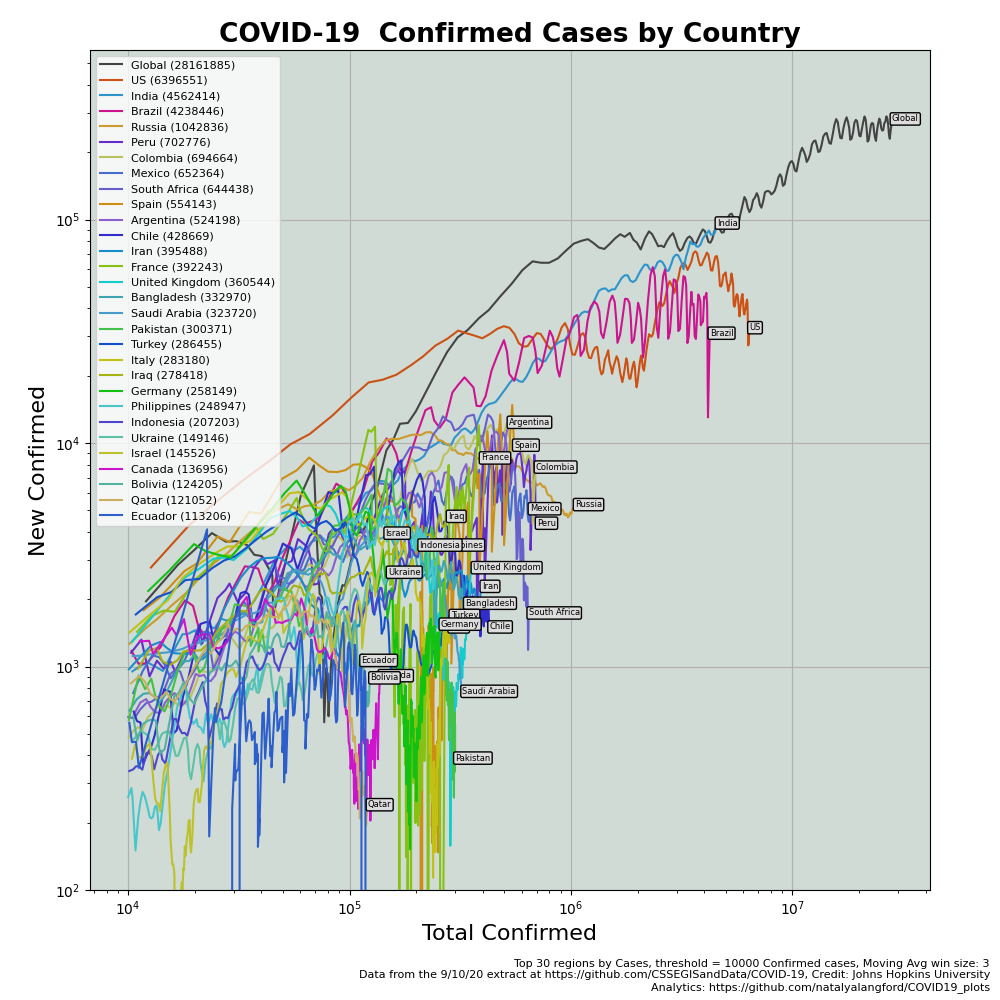 COVID-19  Confirmed Cases by Country
Global (28161885)
US (6396551)
India (4562414)
Brazil (4238446)
Russia (1042836)
Peru (702776)
Colombia (694664)
Mexico (652364)
South Africa (644438)
Spain (554143)
Argentina (524198)
Chile (428669)
Iran (395488)
France (392243)
United Kingdom (360544)
Bangladesh (332970)
Saudi Arabia (323720)
Pakistan (300371)
Turkey (286455)
Italy (283180)
Iraq (278418)
Germany (258149)
Philippines (248947)
Indonesia (207203)
Ukraine (149146)
Israel (145526)
Canada (136956)
Bolivia (124205)
Qatar (121052)
Ecuador (113206)
Global
India
US
Brazil
Argentina
Spain
France
Colombia
Russia
Mexico
Peru
Iraq
Israel
Indonesia
pines
United Kingdom
Ukraine
Iran
Bangladesh
South Africa
Turkey
Germany
Chile
Ecuador
Bolivia
da
Saudi Arabia
Pakistan
Qatar
New Confirmed
10^5
10^4
10^3
10^2
10^4
10^5
10^6
10^7
Total Confirmed
Top 30 regions by Cases, threshold = 10000 Confirmed cases, Moving Avg win size: 3
Data from the 9/10/20 extract at https://github.com/CSSEGISandData/COVID-19, Credit: Johns Hopkins University
Analytics: https://github.com/natalyalangford/COVID19_plots